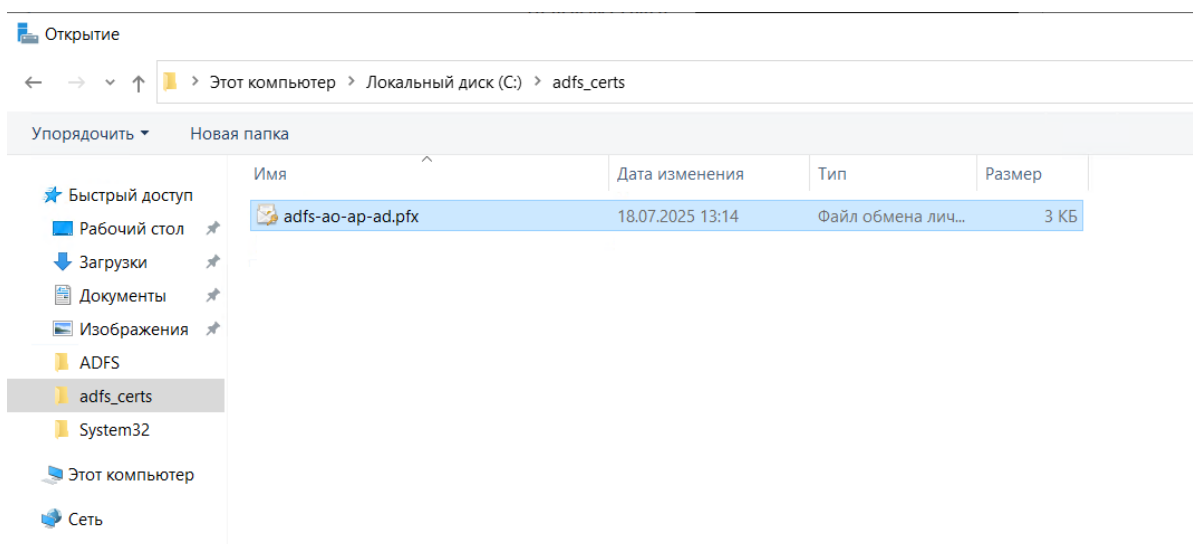 Открытие
Этот компьютер > Локальный диск (C:) > adfs_certs
Упорядочить Новая папка
Имя Дата изменения Тип Размер
adfs-ao-ap-ad.pfx 18.07.2025 13:14 Файл обмена лич... 3 КБ
Быстрый доступ
Рабочий стол
Загрузки
Документы
Изображения
ADFS
adfs_certs
System32
Этот компьютер
Сеть